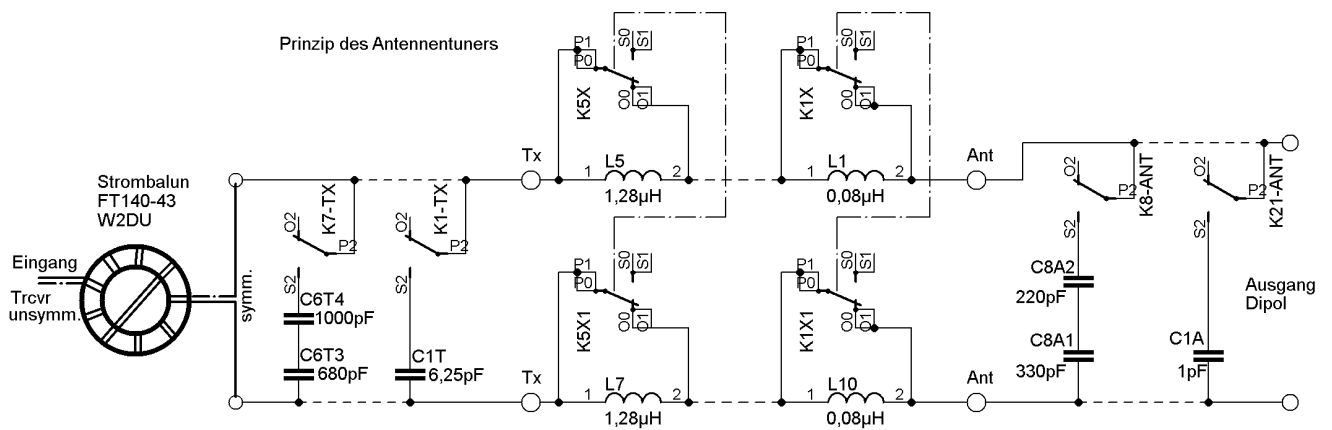 Prinzip des Antennentuners
P1
P0
S0
S1
O0
O1
K5X
P1
P0
S0
S1
O0
O1
K1X
Tx
1
L5
2
1,28µH
1
L1
2
0,08µH
Ant
Strombalun
FT140-43
W2DU
Eingang
Trcvr
unsymm.
symm.
O2
K7-TX
P2
S2
C6T4
1000pF
C6T3
680pF
O2
K1-TX
P2
S2
C1T
6,25pF
P1
P0
S0
S1
O0
O1
K5X1
P1
P0
S0
S1
O0
O1
K1X1
Tx
1
L7
2
1,28µH
1
L10
2
0,08µH
Ant
O2
P2
K8-ANT
S2
C8A2
220pF
C8A1
330pF
O2
P2
K21-ANT
S2
C1A
1pF
Ausgang
Dipol